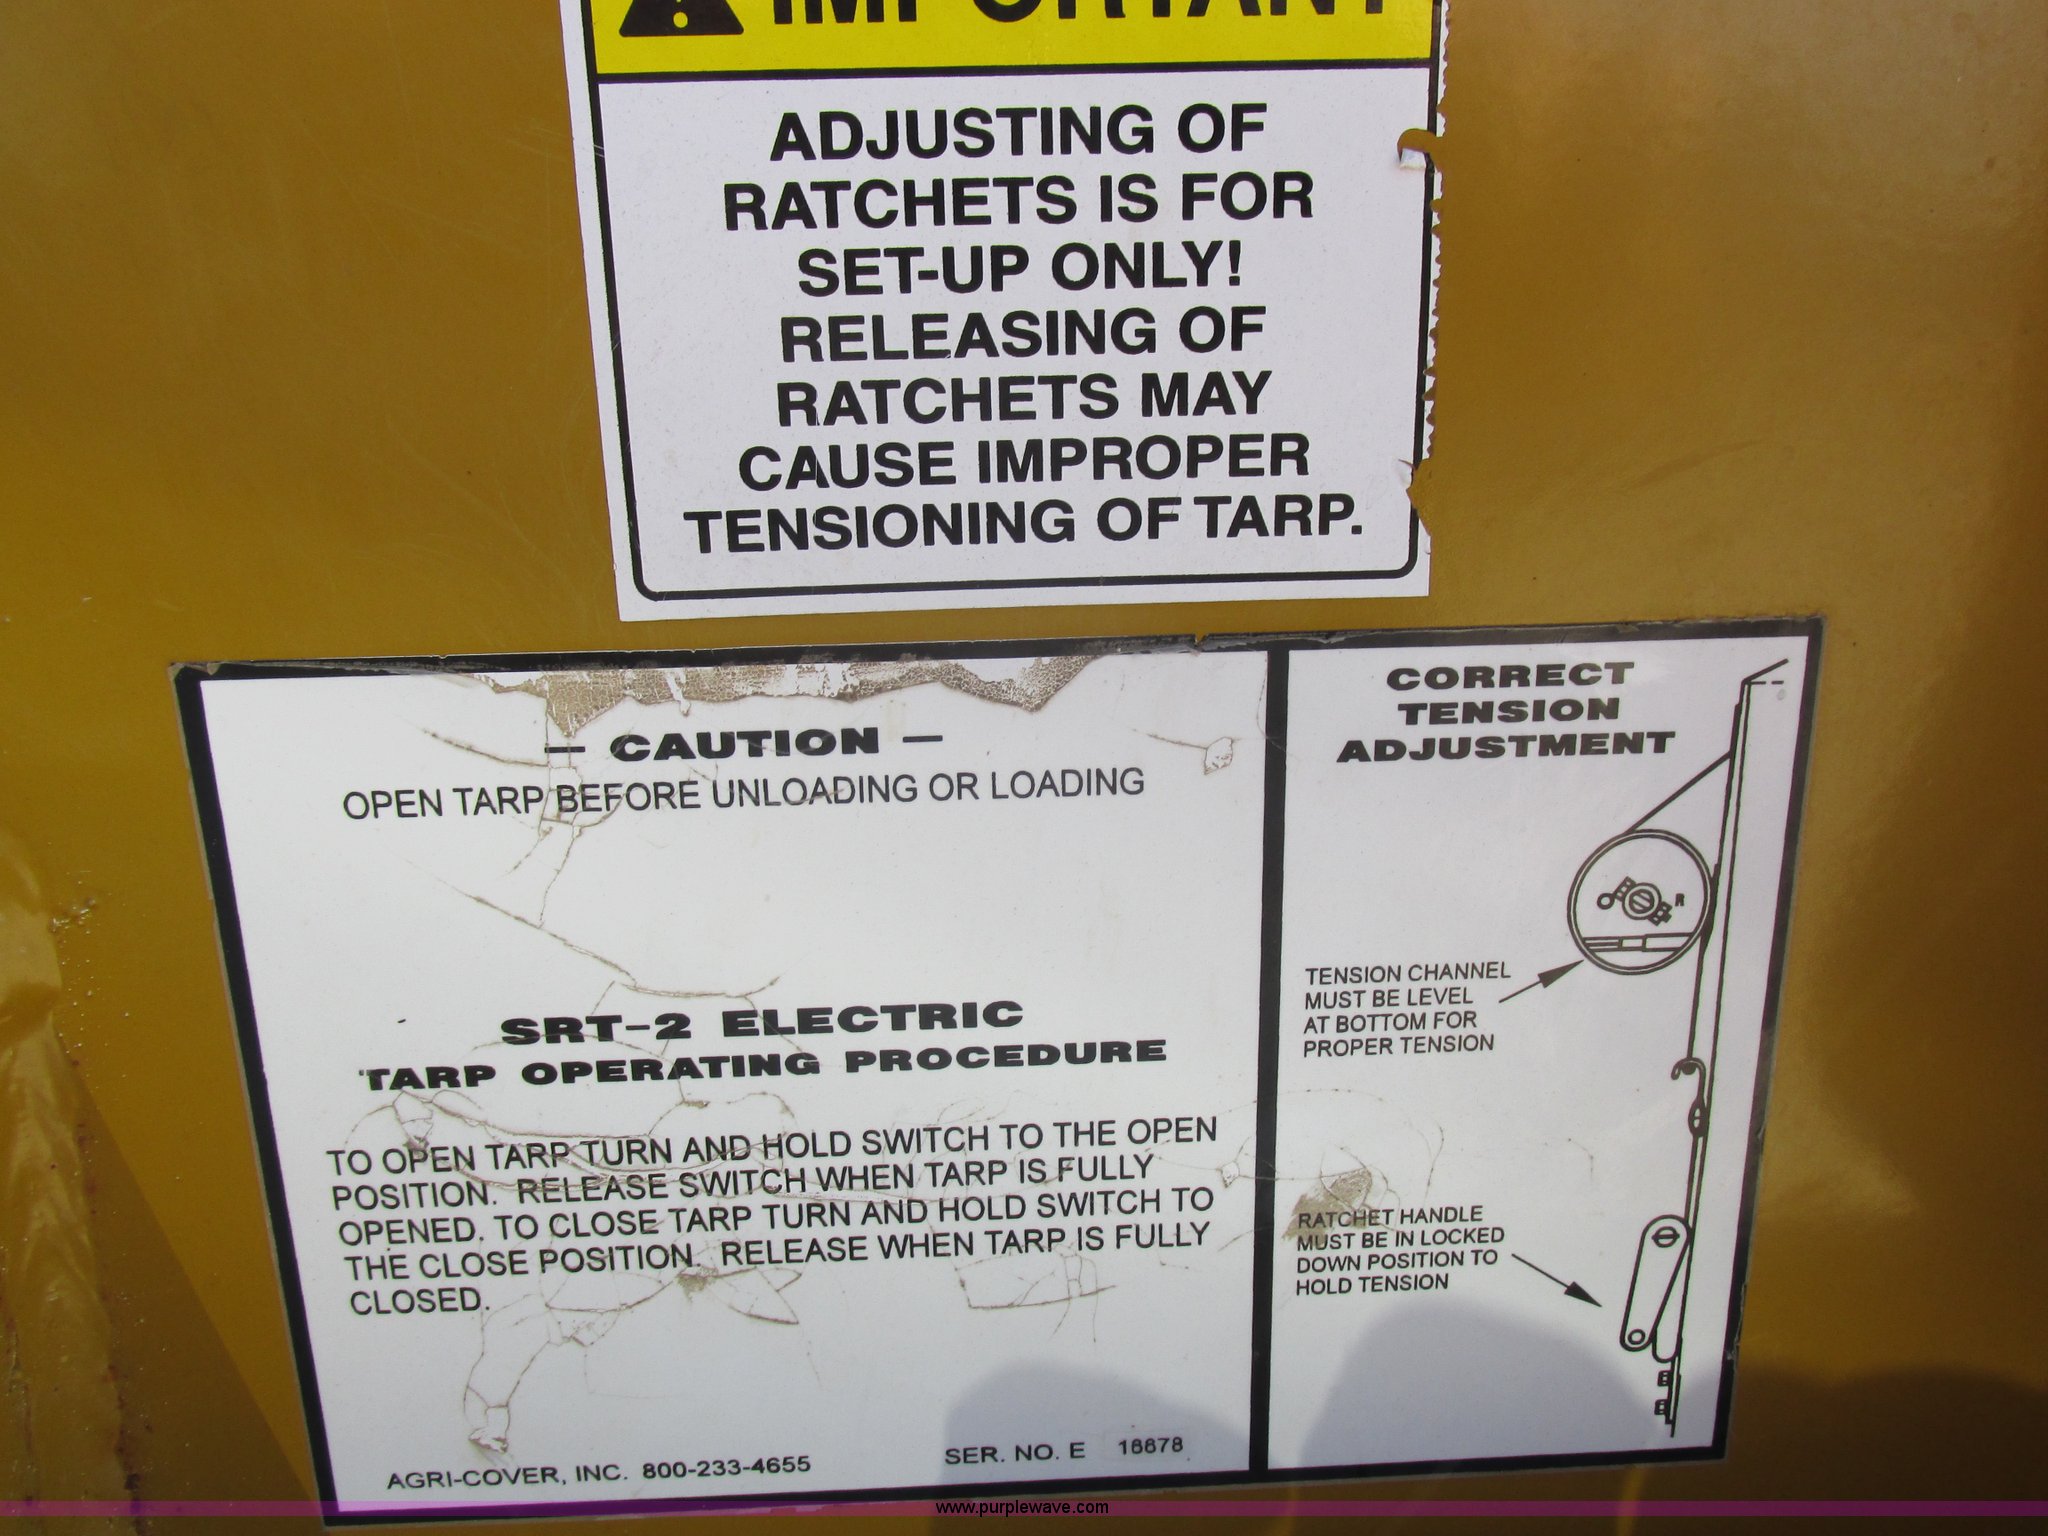 IMPORTANT
ADJUSTING OF
RATCHETS IS FOR
SET-UP ONLY!
RELEASING OF
RATCHETS MAY
CAUSE IMPROPER
TENSIONING OF TARP.
— CAUTION —
OPEN TARP BEFORE UNLOADING OR LOADING
SRT-2 ELECTRIC
TARP OPERATING PROCEDURE
TO OPEN TARP TURN AND HOLD SWITCH TO THE OPEN
POSITION. RELEASE SWITCH WHEN TARP IS FULLY
OPENED. TO CLOSE TARP TURN AND HOLD SWITCH TO
THE CLOSE POSITION. RELEASE WHEN TARP IS FULLY
CLOSED.
AGRI-COVER, INC. 800-233-4655
SER. NO. E 18878
CORRECT
TENSION
ADJUSTMENT
R
TENSION CHANNEL
MUST BE LEVEL
AT BOTTOM FOR
PROPER TENSION
RATCHET HANDLE
MUST BE IN LOCKED
DOWN POSITION TO
HOLD TENSION
www.purplewave.com